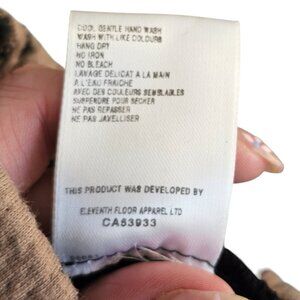 COOL GENTLE HAND WASH
WASH WITH LIKE COLOURS
HANG DRY
NO IRON
NO BLEACH
LAVAGE DELICAT A LA MAIN
A L'EAU FRAICHE
AVEC DES COULEURS SEMBLABLES
SUSPENDRE POUR SECHER
NE PAS REPASSER
NE PAS JAVELLISER
THIS PRODUCT WAS DEVELOPED BY
ELEVENTH FLOOR APPAREL LTD
CA53933